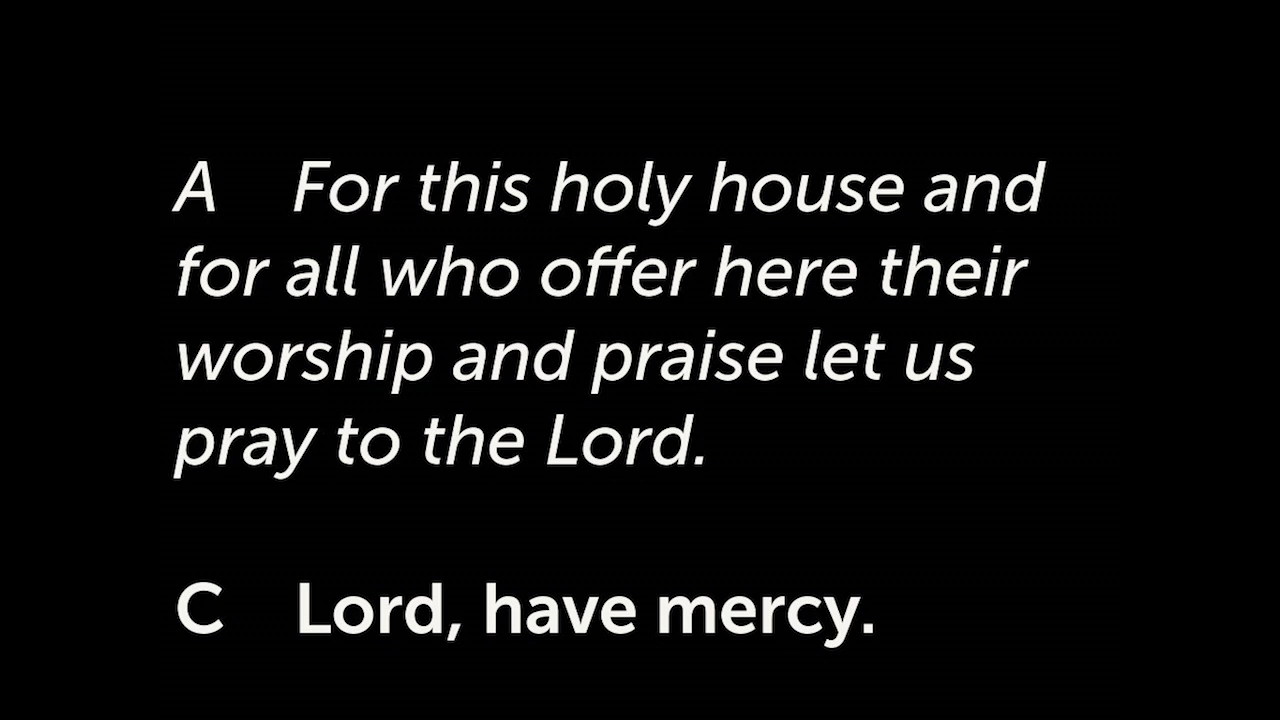 A For this holy house and
for all who offer here their
worship and praise let us
pray to the Lord.
C Lord, have mercy.